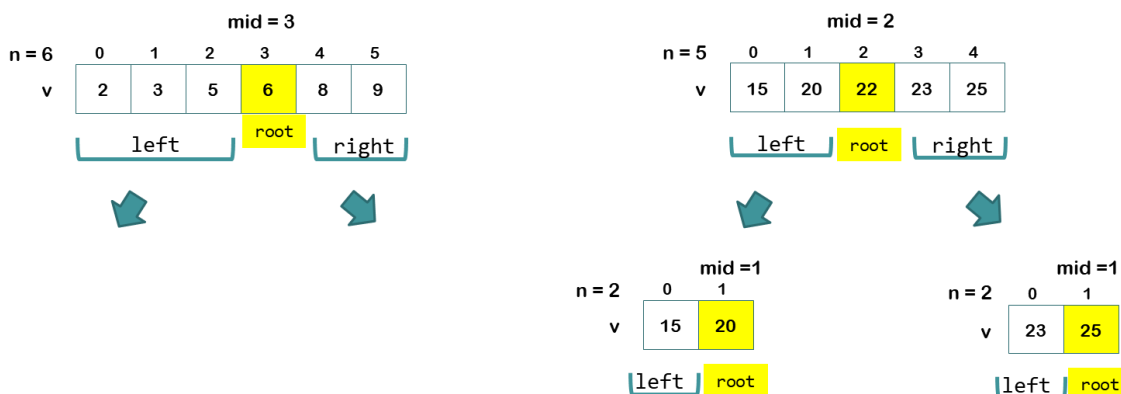 mid = 3
n = 6 0 1 2 3 4 5
v 2 3 5 6 8 9
left root right
mid = 2
n = 5 0 1 2 3 4
v 15 20 22 23 25
left root right
mid =1
n = 2 0 1
v 15 20
left root
mid =1
n = 2 0 1
v 23 25
left root